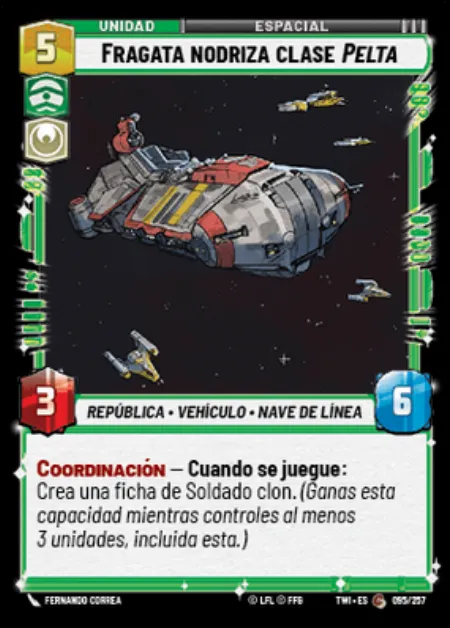 UNIDAD
ESPACIAL
5
FRAGATA NODRIZA CLASE PELTA
3
REPÚBLICA • VEHÍCULO • NAVE DE LÍNEA
6
COORDINACIÓN – Cuando se juegue:
Crea una ficha de Soldado clon. (Ganas esta
capacidad mientras controles al menos
3 unidades, incluida esta.)
FERNANDO CORREA
© LFL © FFG
TWI • ES
C
095/257